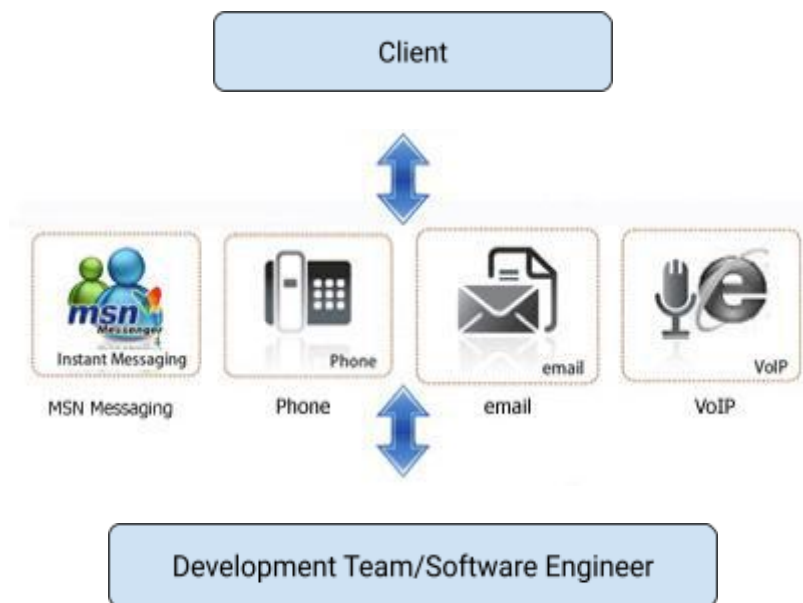 Client
msn
Messenger
Instant Messaging
Phone
email
VoIP
MSN Messaging
Phone
email
VoIP
Development Team/Software Engineer